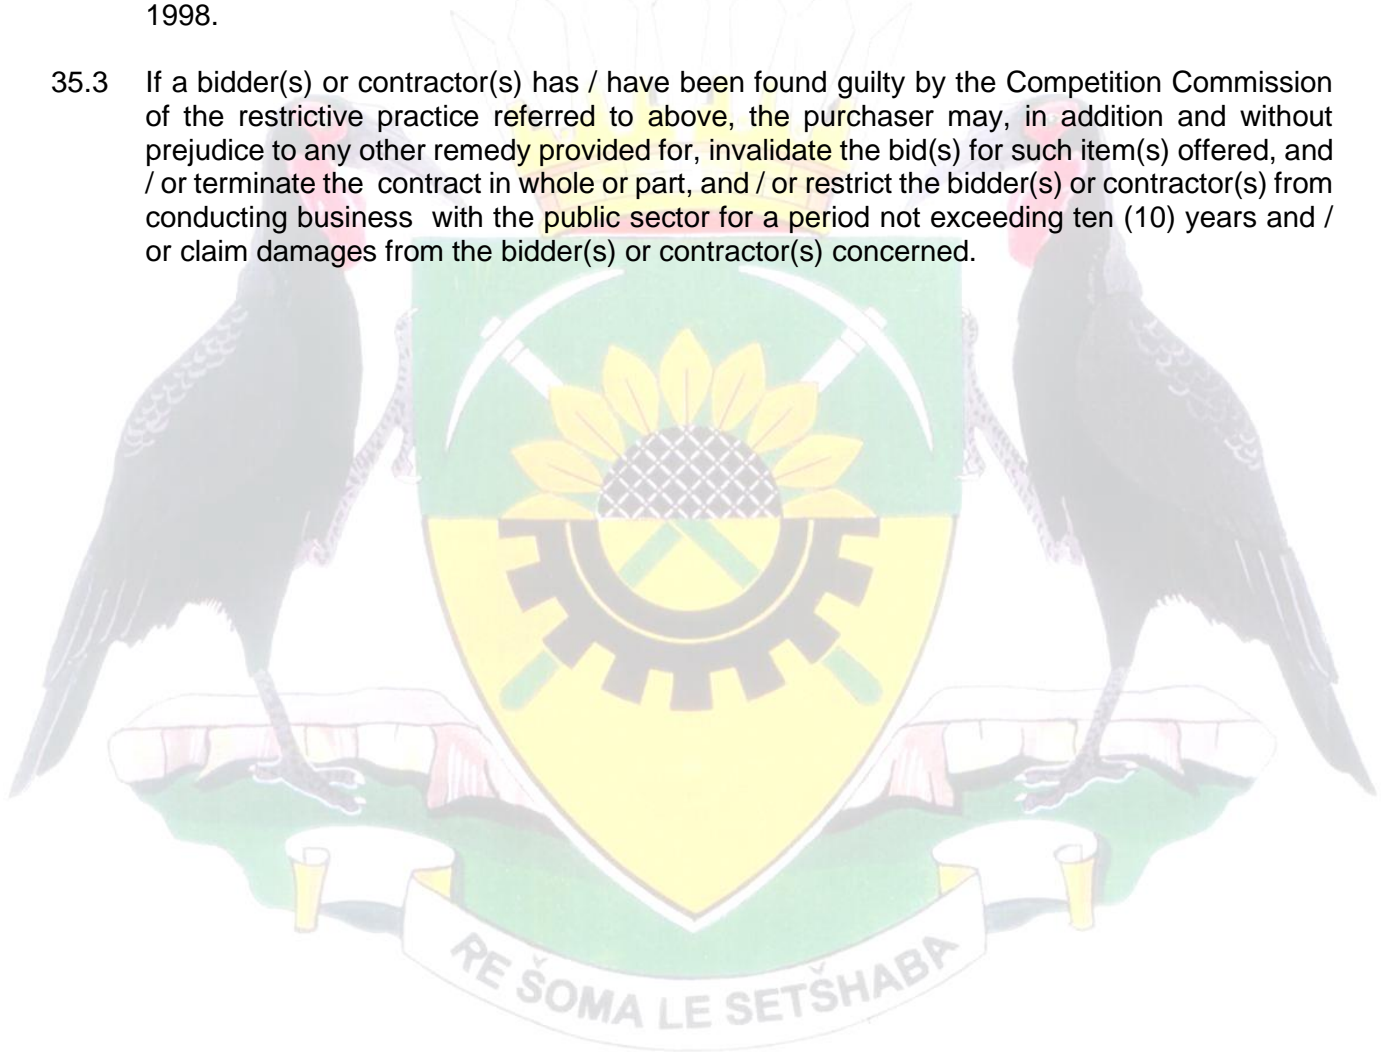 1998.
35.3 If a bidder(s) or contractor(s) has / have been found guilty by the Competition Commission
of the restrictive practice referred to above, the purchaser may, in addition and without
prejudice to any other remedy provided for, invalidate the bid(s) for such item(s) offered, and
/ or terminate the contract in whole or part, and / or restrict the bidder(s) or contractor(s) from
conducting business with the public sector for a period not exceeding ten (10) years and /
or claim damages from the bidder(s) or contractor(s) concerned.
RE ŠOMA LE SETŠHABA